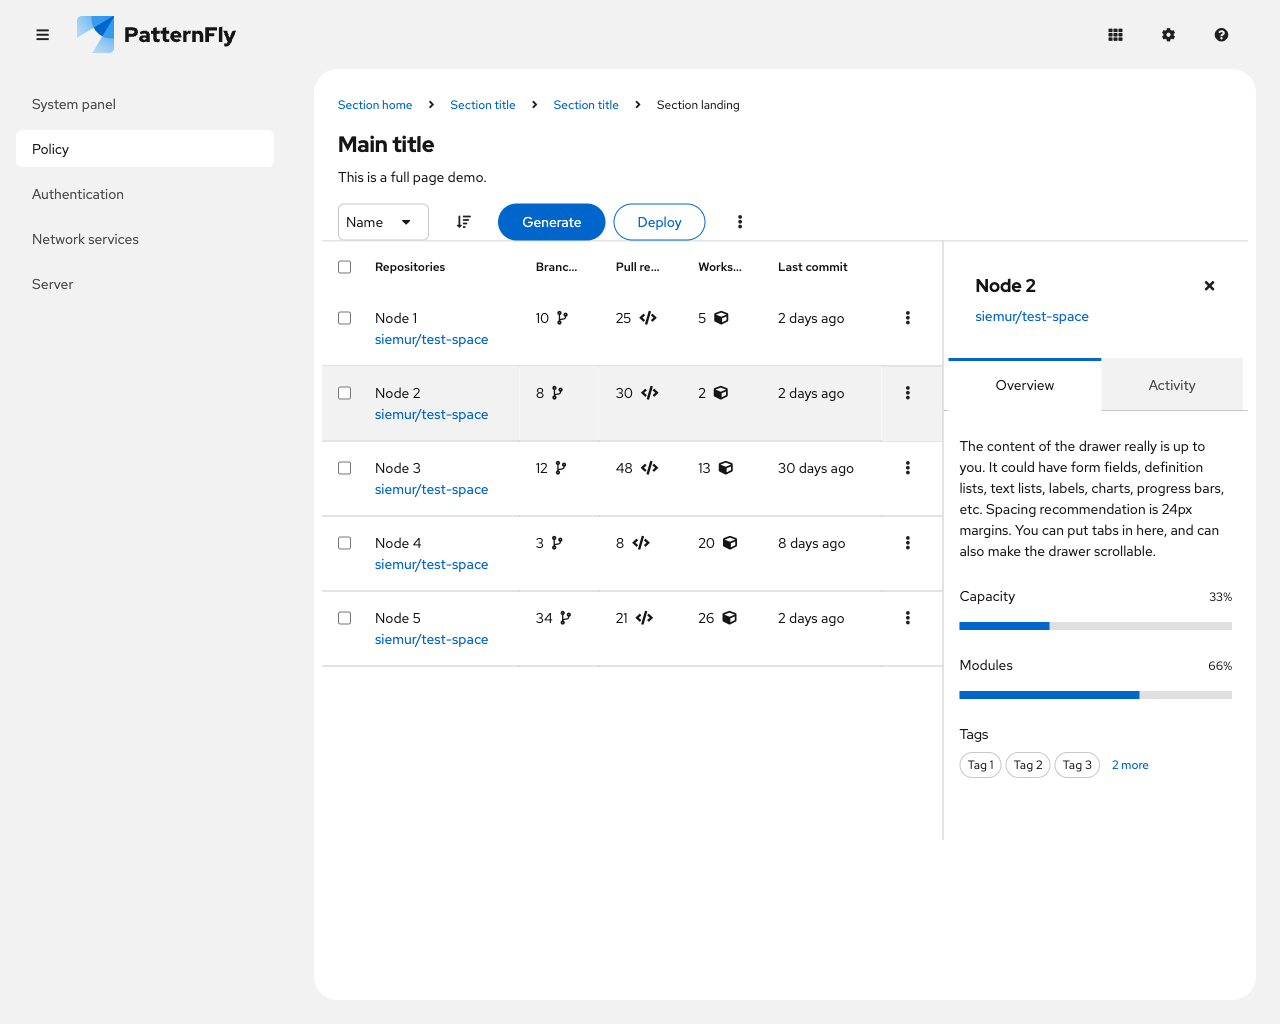 PatternFly
System panel
Policy
Authentication
Network services
Server
Section home Section title Section title Section landing
Main title
This is a full page demo.
Name Generate Deploy
Repositories Branc... Pull re... Works... Last commit
Node 1 10 25 5 2 days ago
siemur/test-space
Node 2 8 30 2 2 days ago
siemur/test-space
Node 3 12 48 13 30 days ago
siemur/test-space
Node 4 3 8 20 8 days ago
siemur/test-space
Node 5 34 21 26 2 days ago
siemur/test-space
Node 2
siemur/test-space
Overview Activity
The content of the drawer really is up to
you. It could have form fields, definition
lists, text lists, labels, charts, progress bars,
etc. Spacing recommendation is 24px
margins. You can put tabs in here, and can
also make the drawer scrollable.
Capacity 33%
Modules 66%
Tags
Tag 1 Tag 2 Tag 3 2 more